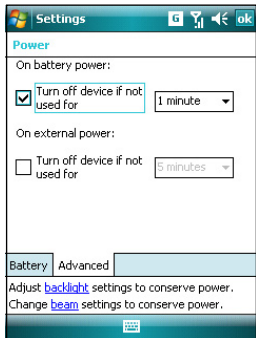 Settings G ok
Power
On battery power:
Turn off device if not
used for
1 minute
On external power:
Turn off device if not
used for
5 minutes
Battery Advanced
Adjust backlight settings to conserve power.
Change beam settings to conserve power.